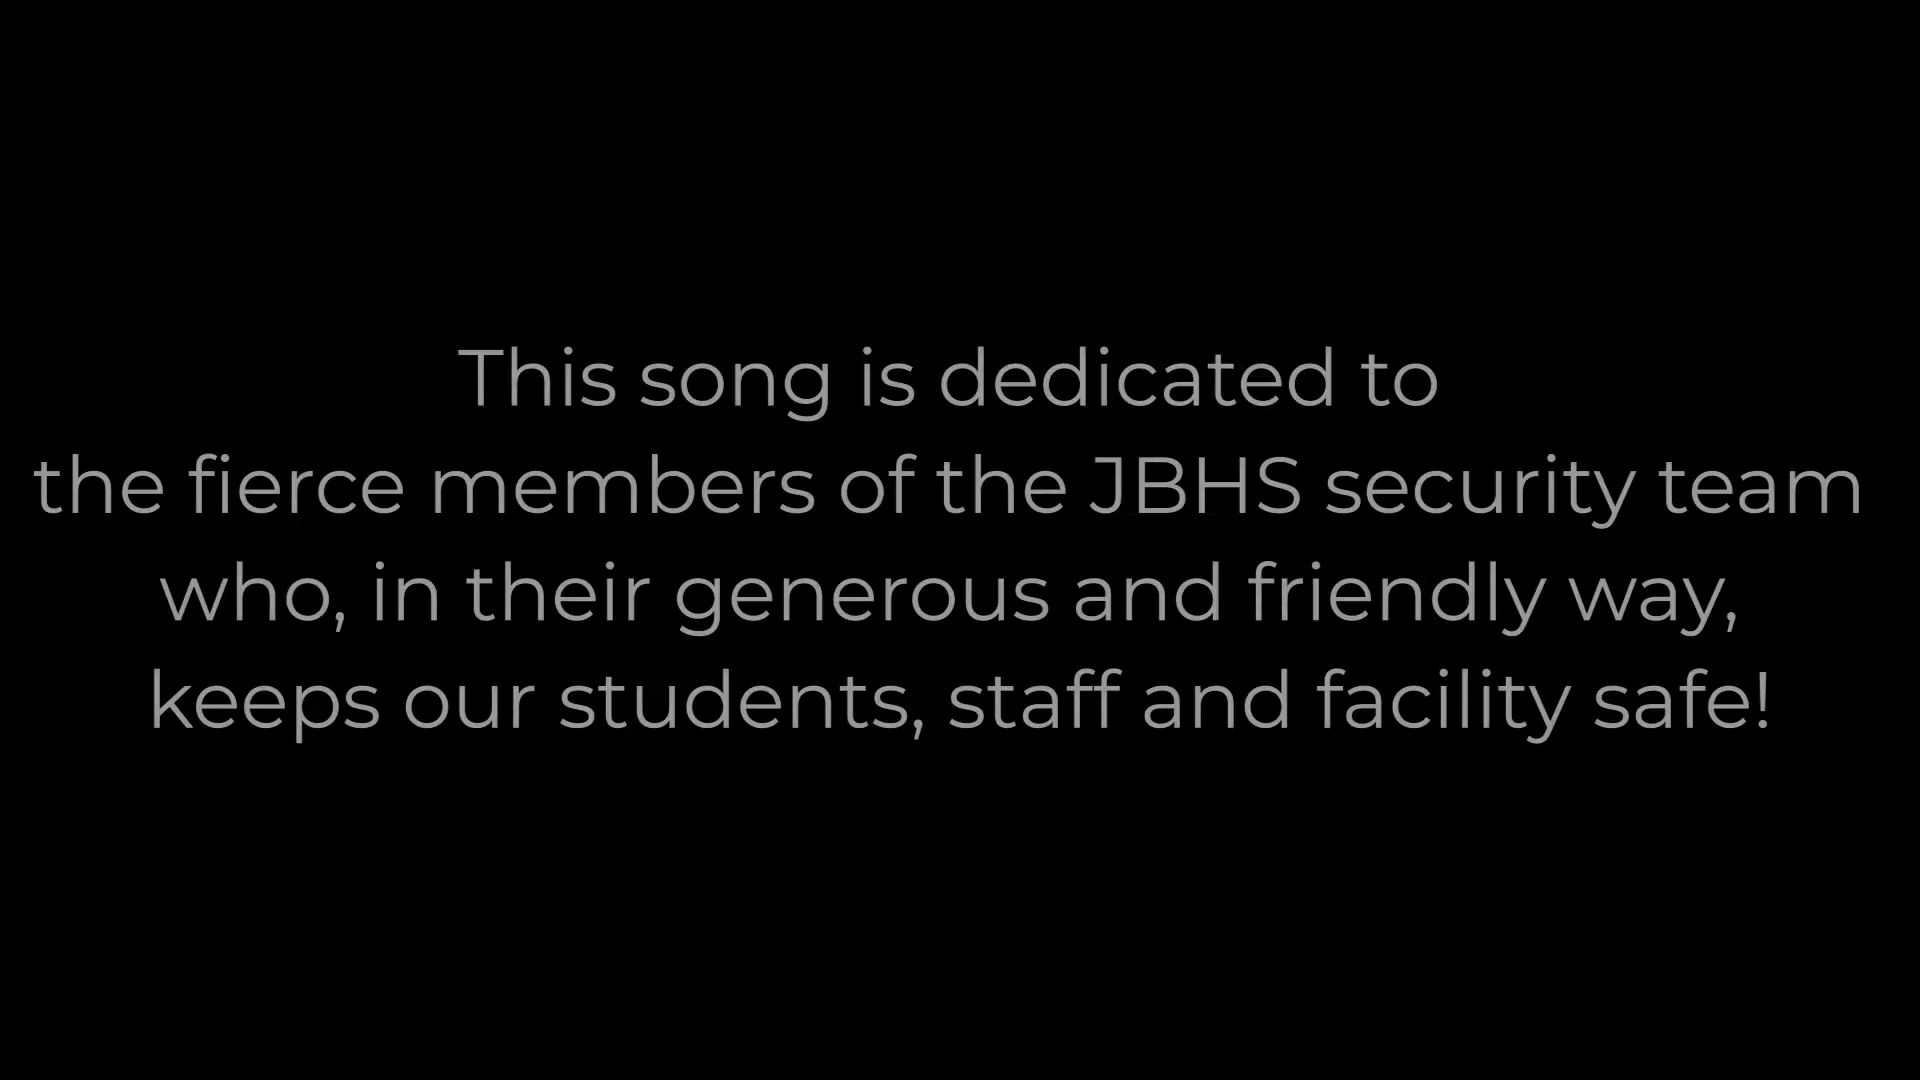 This song is dedicated to
the fierce members of the JBHS security team
who, in their generous and friendly way,
keeps our students, staff and facility safe!